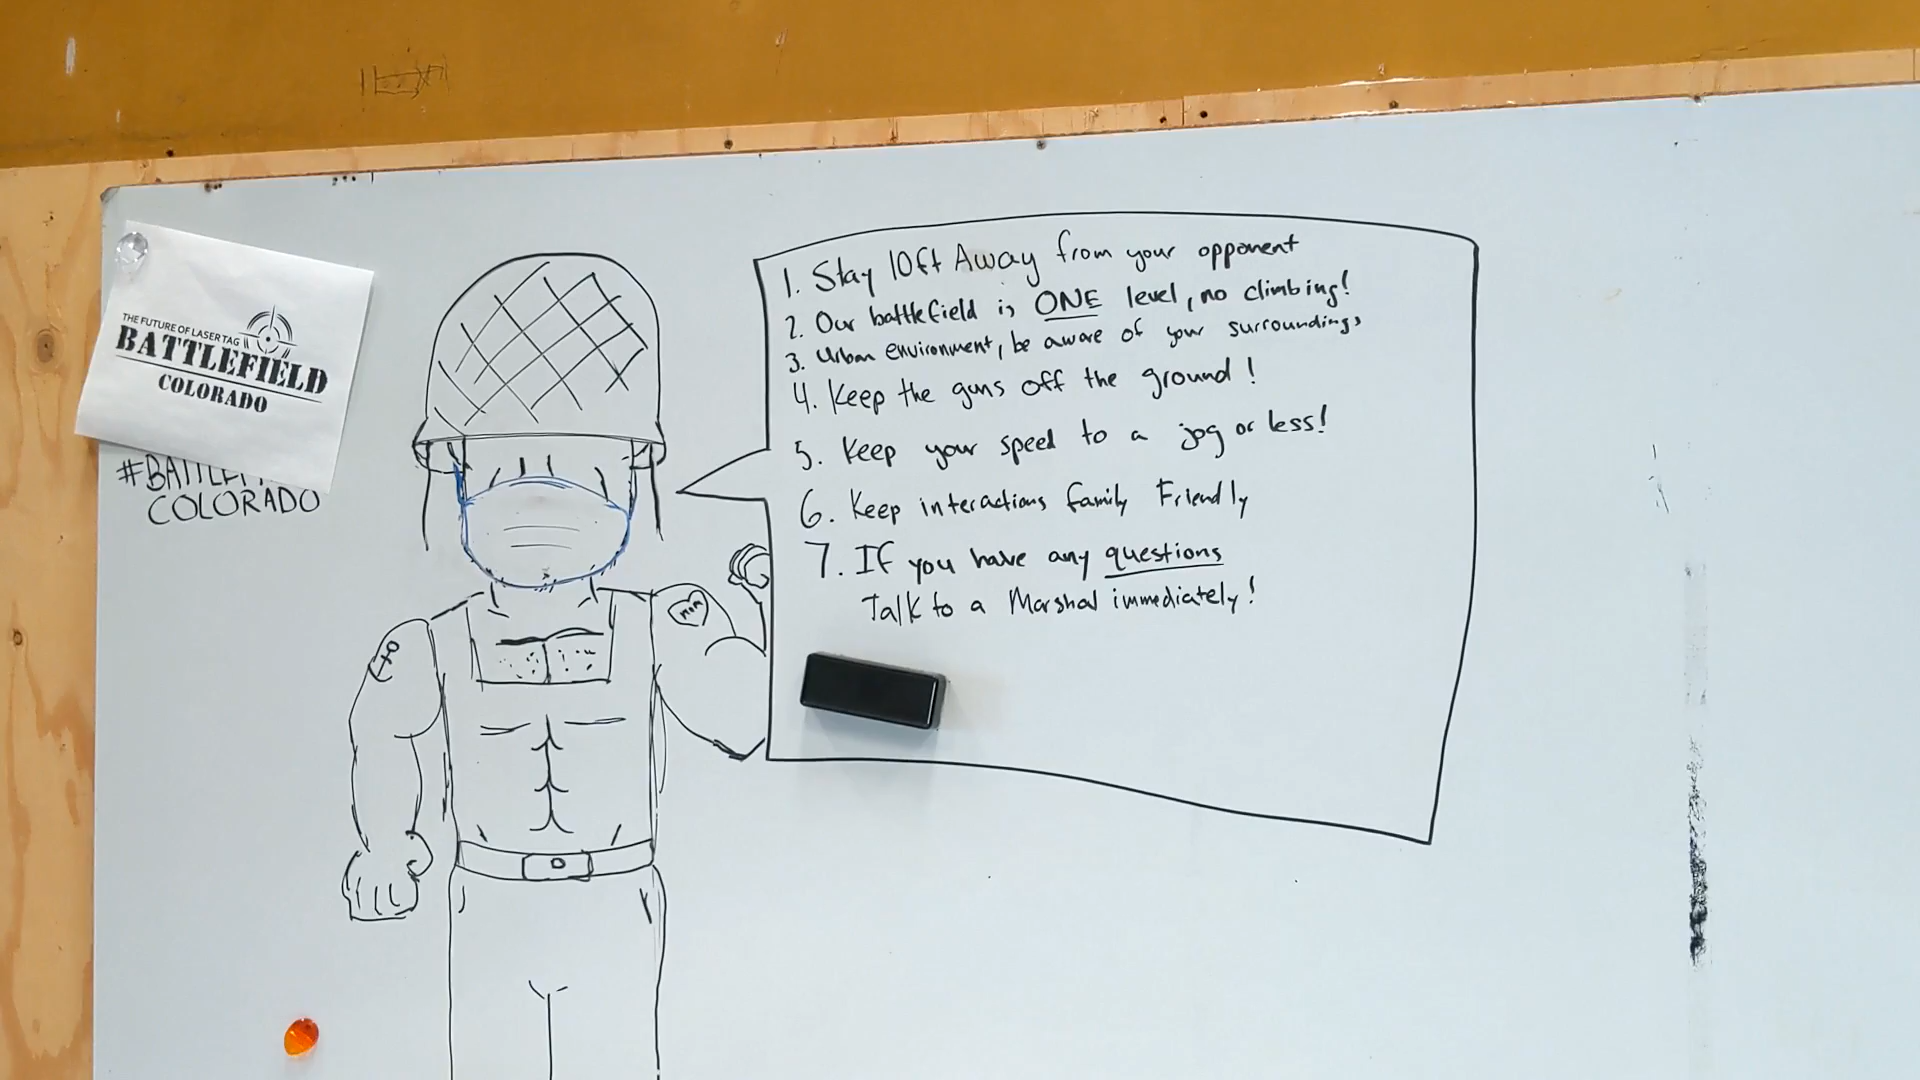 THE FUTURE OF LASER TAG
BATTLEFIELD
COLORADO
COLORADO
MOM
1. Stay 10ft Away from your opponent
2. Our battlefield is ONE level, no climbing!
3. Urban environment, be aware of your surroundings
4. Keep the guns off the ground!
5. Keep your speed to a jog or less!
6. Keep interactions family Friendly
7. If you have any questions
Talk to a Marshal immediately!